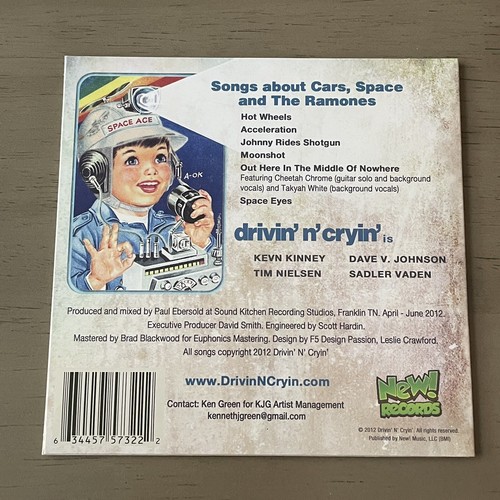 SPACE ACE
A-OK
Songs about Cars, Space
and The Ramones
Hot Wheels
Acceleration
Johnny Rides Shotgun
Moonshot
Out Here In The Middle Of Nowhere
Featuring Cheetah Chrome (guitar solo and background
vocals) and Takyah White (background vocals)
Space Eyes
drivin' n' cryin' is
KEVN KINNEY DAVE V. JOHNSON
TIM NIELSEN SADLER VADEN
Produced and mixed by Paul Ebersold at Sound Kitchen Recording Studios, Franklin TN. April - June 2012.
Executive Producer David Smith. Engineered by Scott Hardin.
Mastered by Brad Blackwood for Euphonics Mastering. Design by F5 Design Passion, Leslie Crawford.
All songs copyright 2012 Drivin' N' Cryin'
www.DrivinNCryin.com
Contact: Ken Green for KJG Artist Management
kennethjgreen@gmail.com
New!
RECORDS
© 2012 Drivin' N' Cryin'. All rights reserved.
Published by New! Music, LLC (BMI)
6 34457 57322 2